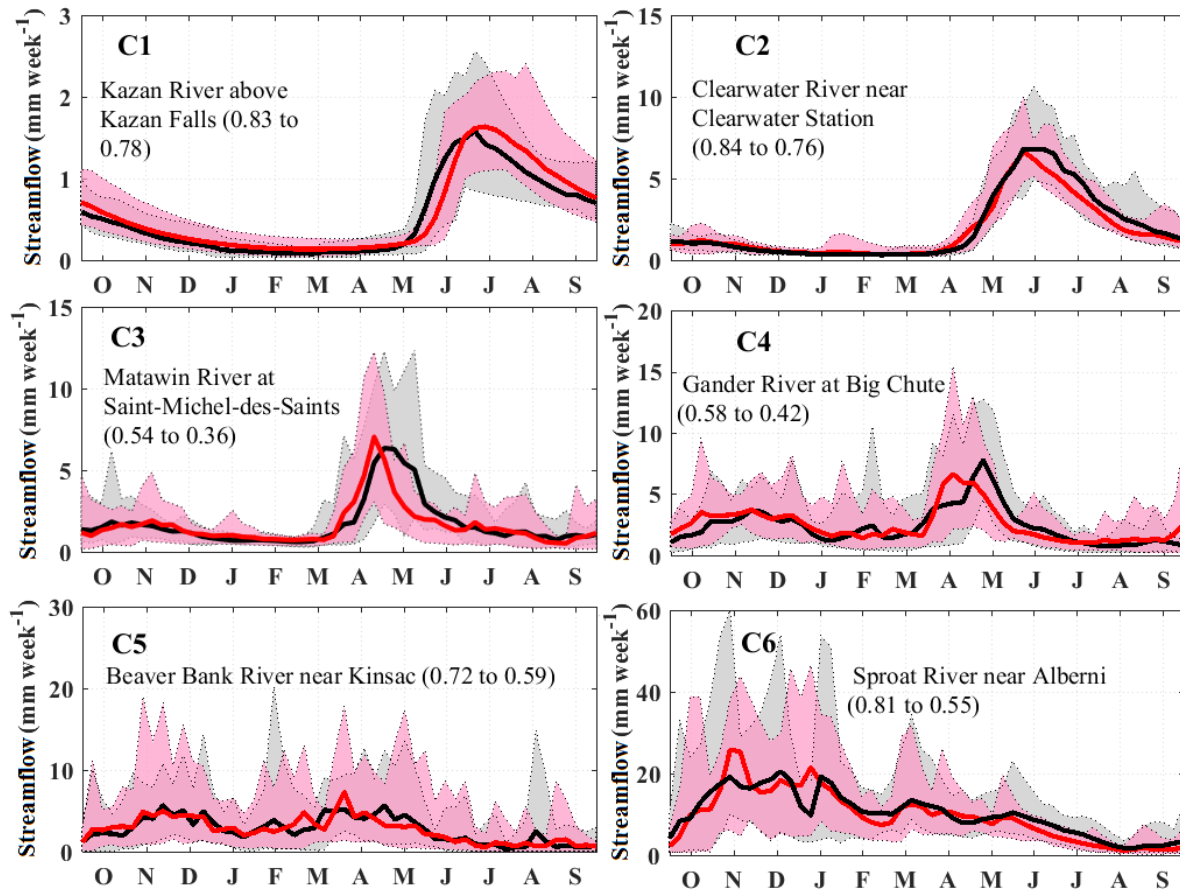 3
2
1
0
Streamflow (mm week⁻¹)
C1
Kazan River above
Kazan Falls (0.83 to
0.78)
O N D J F M A M J J A S
15
10
5
0
Streamflow (mm week⁻¹)
C2
Clearwater River near
Clearwater Station
(0.84 to 0.76)
O N D J F M A M J J A S
15
10
5
0
Streamflow (mm week⁻¹)
C3
Matawin River at
Saint-Michel-des-Saints
(0.54 to 0.36)
O N D J F M A M J J A S
20
15
10
5
0
Streamflow (mm week⁻¹)
C4
Gander River at Big Chute
(0.58 to 0.42)
O N D J F M A M J J A S
30
20
10
0
Streamflow (mm week⁻¹)
C5
Beaver Bank River near Kinsac (0.72 to 0.59)
O N D J F M A M J J A S
60
40
20
0
Streamflow (mm week⁻¹)
C6
Sproat River near Alberni
(0.81 to 0.55)
O N D J F M A M J J A S